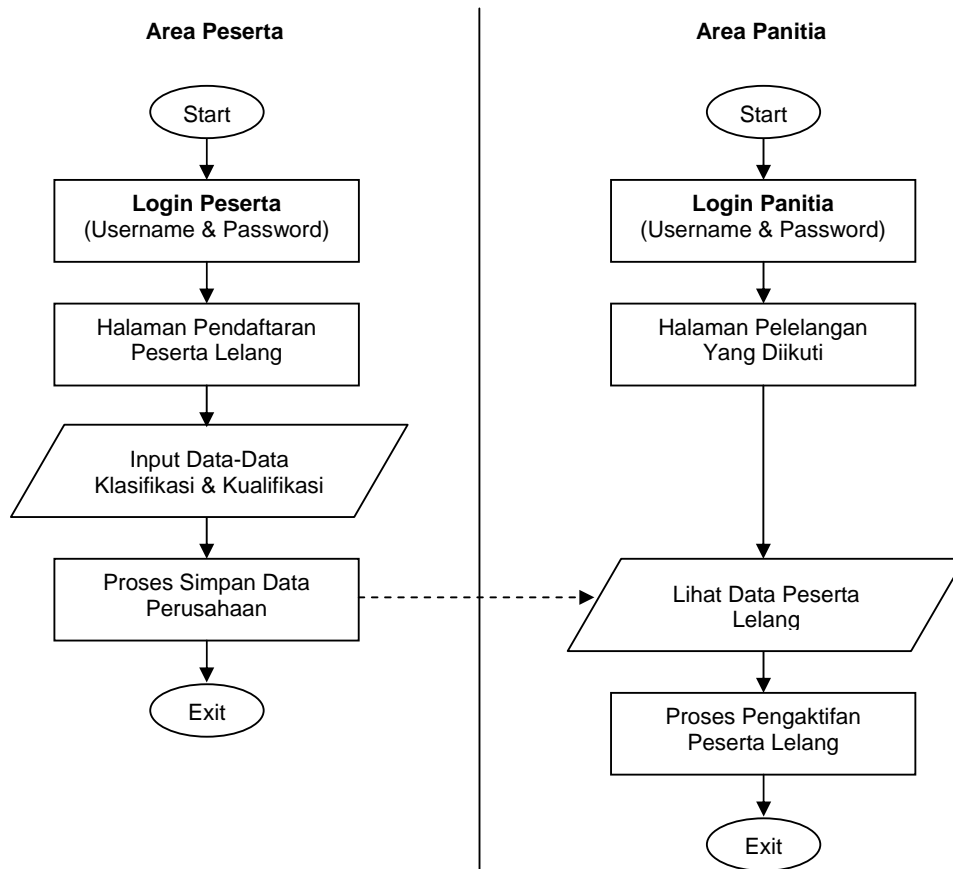 Area Peserta
Start
Login Peserta
(Username & Password)
Halaman Pendaftaran
Peserta Lelang
Input Data-Data
Klasifikasi & Kualifikasi
Proses Simpan Data
Perusahaan
Exit
Area Panitia
Start
Login Panitia
(Username & Password)
Halaman Pelelangan
Yang Diikuti
Lihat Data Peserta
Lelang
Proses Pengaktifan
Peserta Lelang
Exit